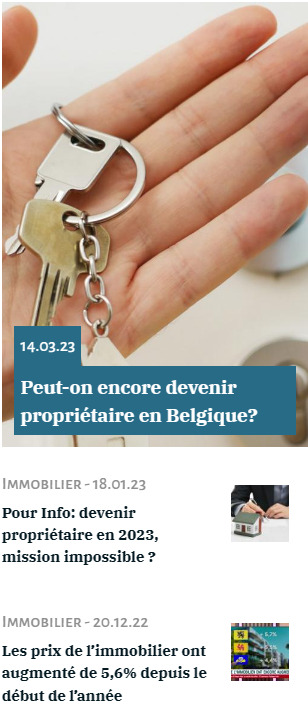 14.03.23
Peut-on encore devenir
propriétaire en Belgique?
Immobilier - 18.01.23
Pour Info: devenir
propriétaire en 2023,
mission impossible ?
Immobilier - 20.12.22
Les prix de l'immobilier ont
augmenté de 5,6% depuis le
début de l'année